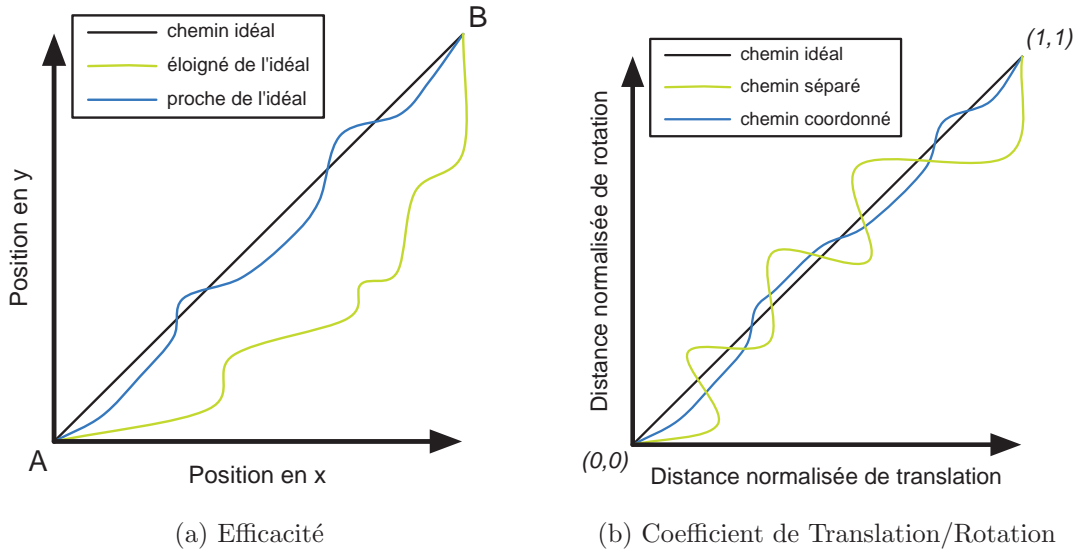 B
chemin idéal
éloigné de l'idéal
proche de l'idéal
Position en y
A
Position en x
(a) Efficacité
(1,1)
chemin idéal
chemin séparé
chemin coordonné
Distance normalisée de rotation
(0,0)
Distance normalisée de translation
(b) Coefficient de Translation/Rotation